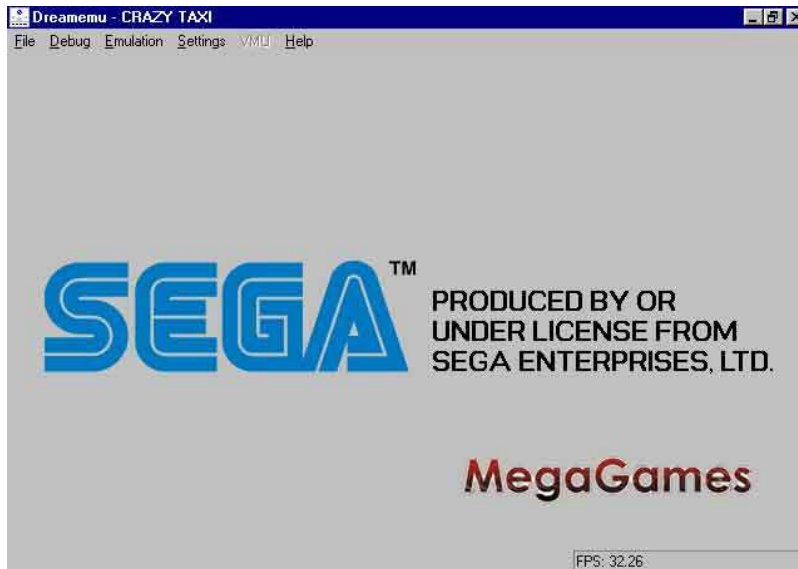 Dreamemu - CRAZY TAXI
File Debug Emulation Settings VMU Help
SEGA™
PRODUCED BY OR
UNDER LICENSE FROM
SEGA ENTERPRISES, LTD.
MegaGames
FPS: 32.26